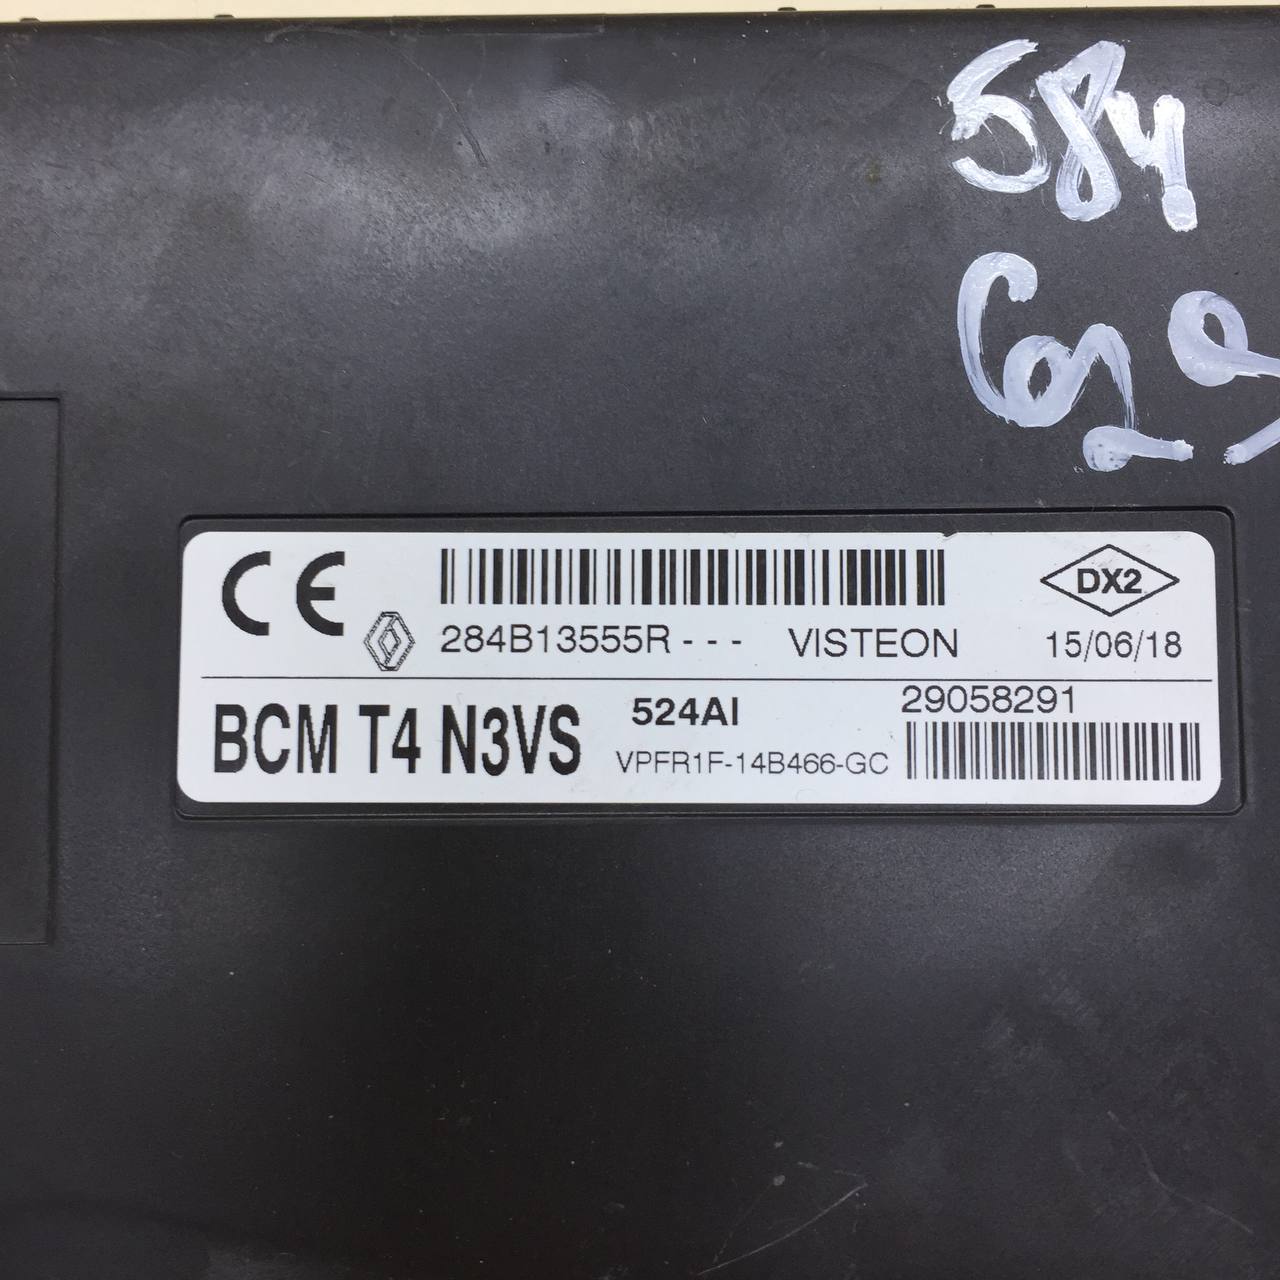 584
CE
284B13555R - - -
VISTEON
DX2
15/06/18
BCM T4 N3VS
524AI
VPFR1F-14B466-GC
29058291